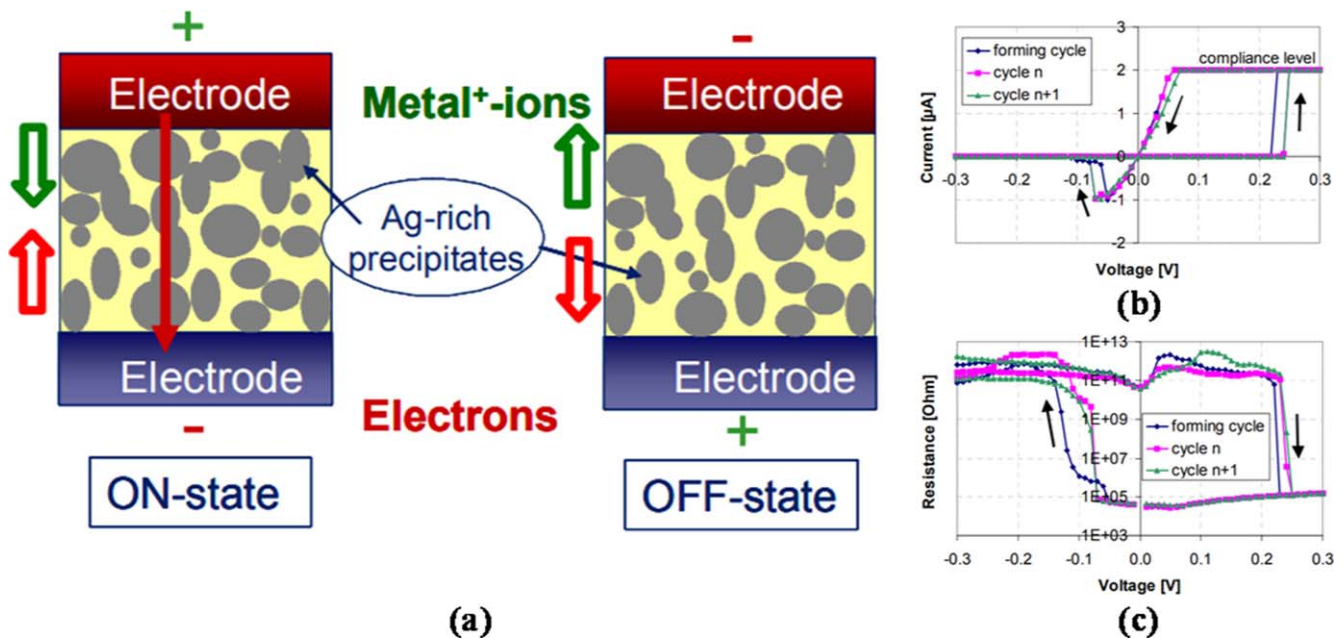 +
Electrode
Metal⁺-ions
Ag-rich
precipitates
Electrode
Electrons
-
ON-state
-
Electrode
Electrode
+
OFF-state
(a)
3
2
1
0
-1
-2
Current [µA]
forming cycle
cycle n
cycle n+1
compliance level
-0.3 -0.2 -0.1 0.0 0.1 0.2 0.3
Voltage [V]
(b)
1E+13
1E+11
1E+09
1E+07
1E+05
1E+03
Resistance [Ohm]
forming cycle
cycle n
cycle n+1
-0.3 -0.2 -0.1 0.0 0.1 0.2 0.3
Voltage [V]
(c)